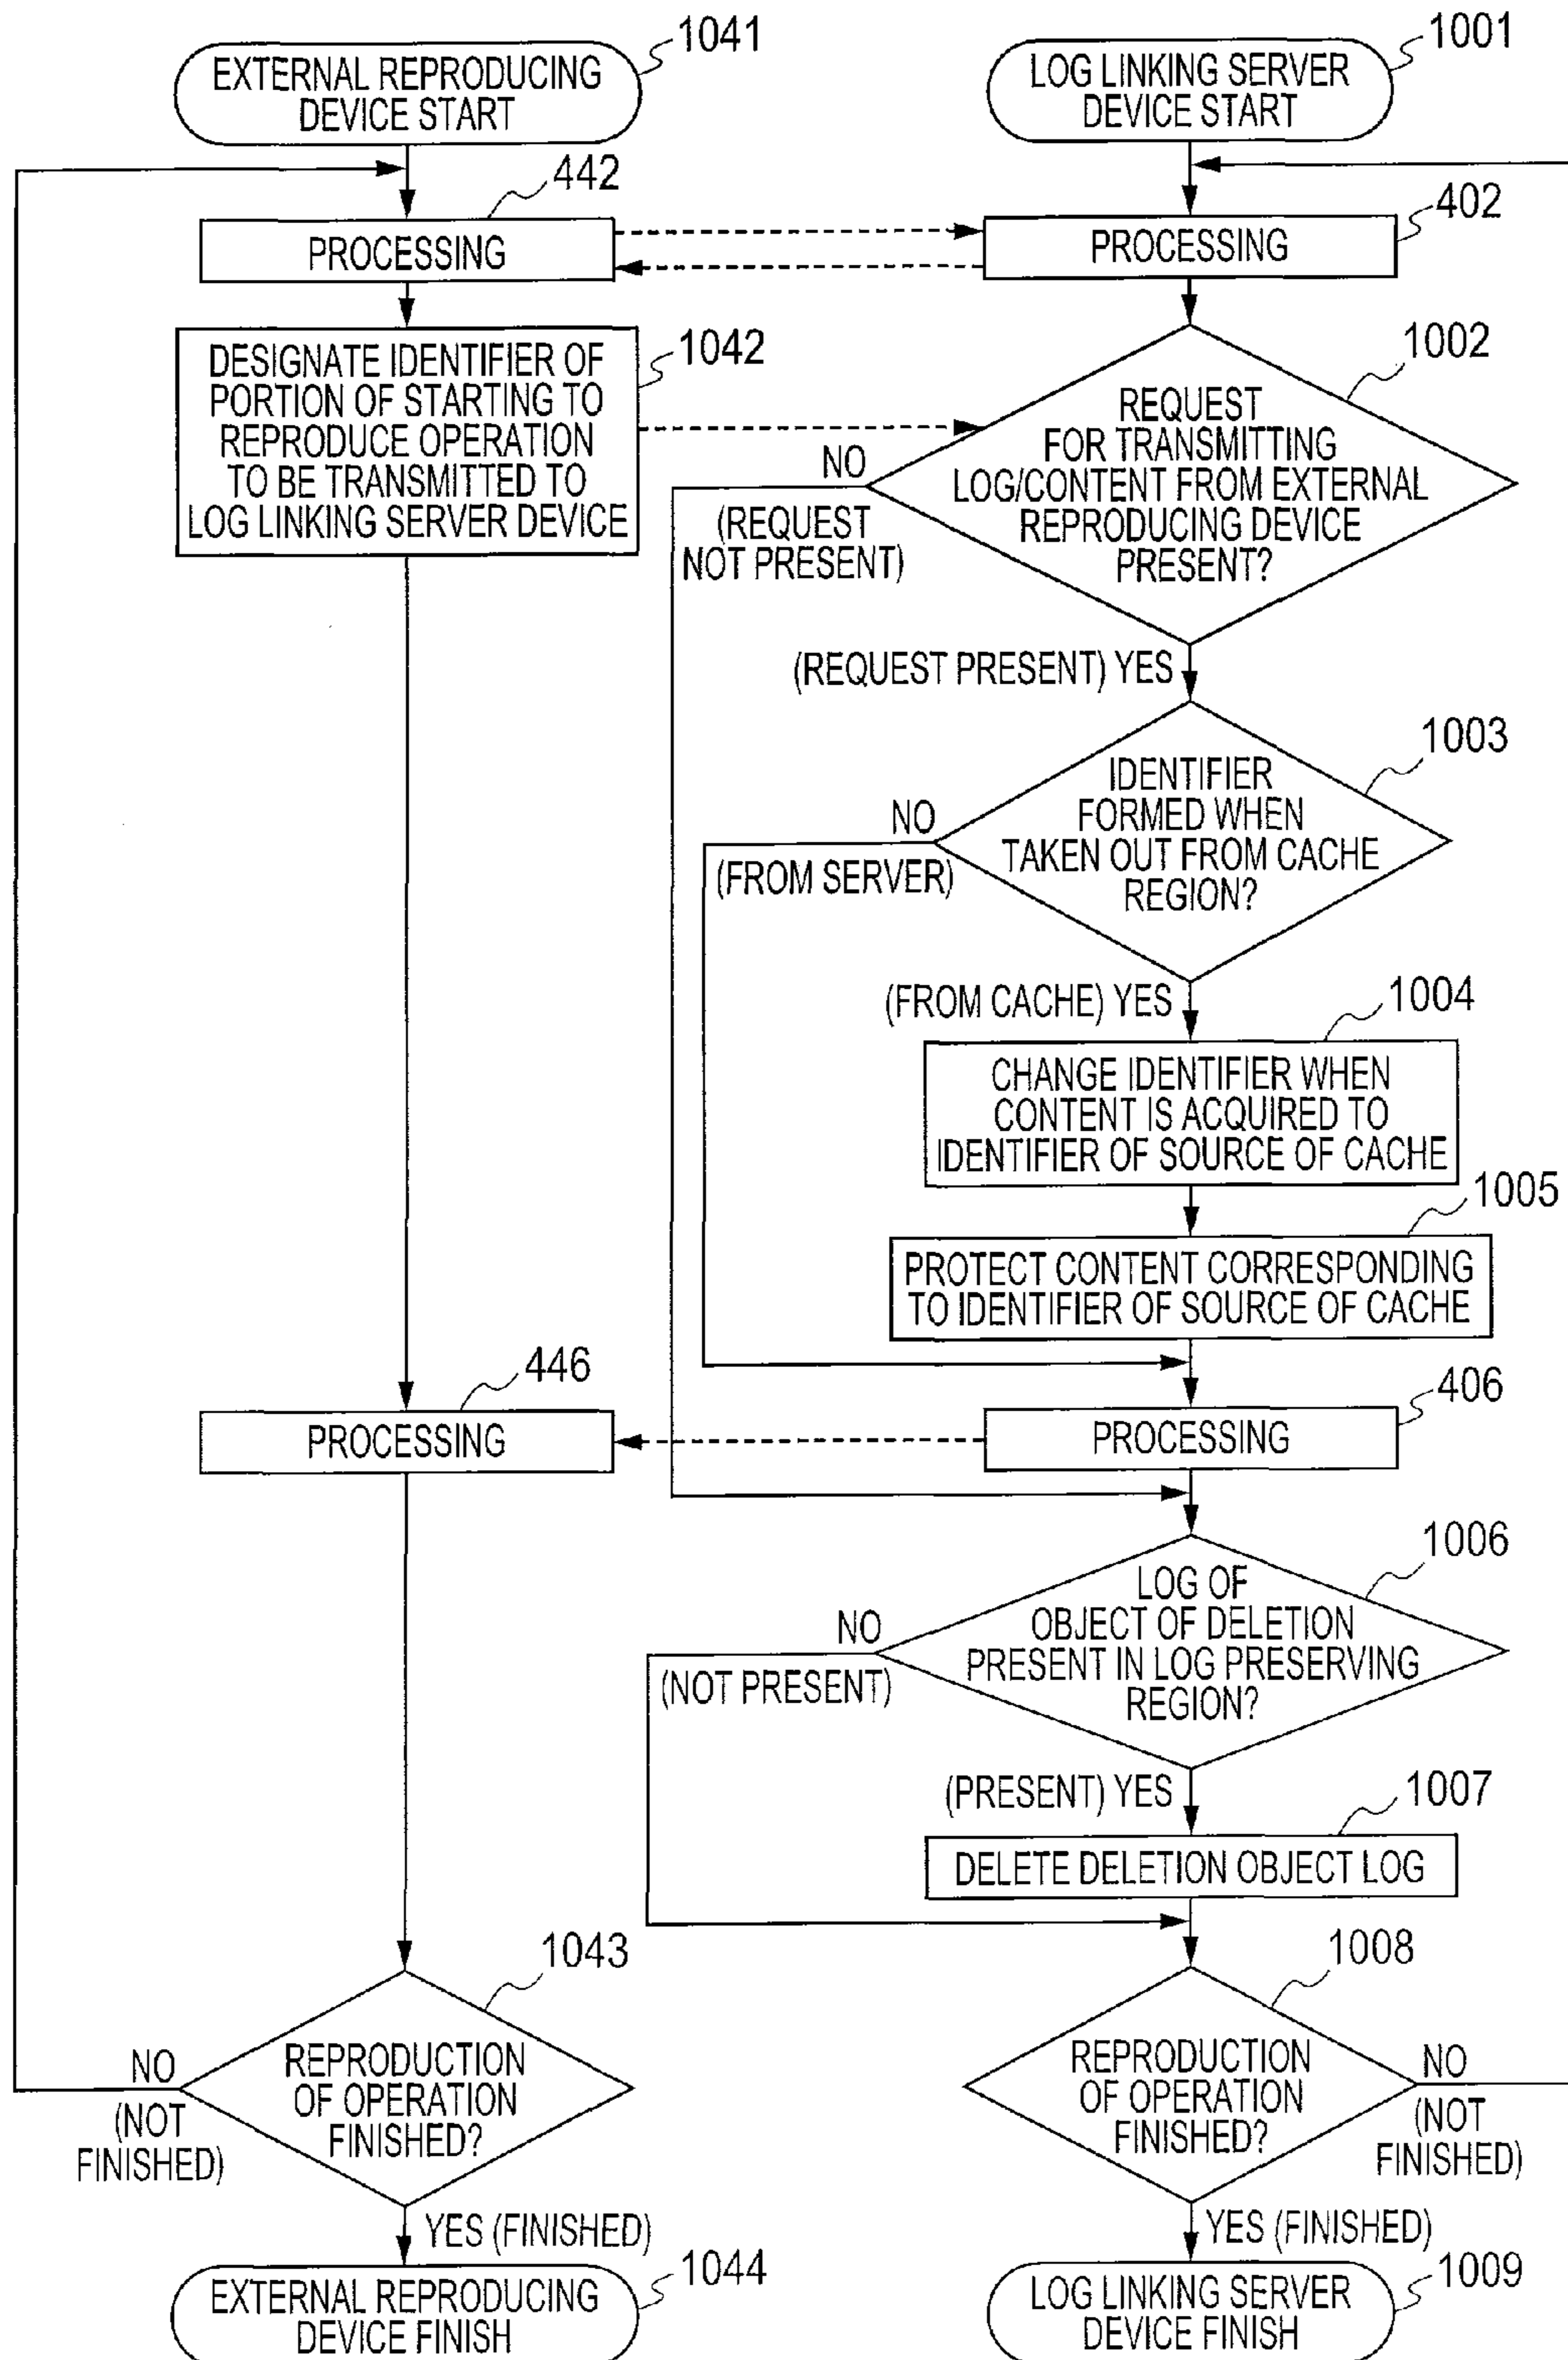 1041
EXTERNAL REPRODUCING
DEVICE START
442
PROCESSING
DESIGNATE IDENTIFIER OF
PORTION OF STARTING TO
REPRODUCE OPERATION
TO BE TRANSMITTED TO
LOG LINKING SERVER DEVICE
1042
446
PROCESSING
1043
REPRODUCTION
OF OPERATION
FINISHED?
NO
(NOT
FINISHED)
YES (FINISHED)
EXTERNAL REPRODUCING
DEVICE FINISH
1044
1001
LOG LINKING SERVER
DEVICE START
402
PROCESSING
1002
REQUEST
FOR TRANSMITTING
LOG/CONTENT FROM EXTERNAL
REPRODUCING DEVICE
PRESENT?
NO
(REQUEST
NOT PRESENT)
(REQUEST PRESENT) YES
1003
IDENTIFIER
FORMED WHEN
TAKEN OUT FROM CACHE
REGION?
NO
(FROM SERVER)
(FROM CACHE) YES
1004
CHANGE IDENTIFIER WHEN
CONTENT IS ACQUIRED TO
IDENTIFIER OF SOURCE OF CACHE
1005
PROTECT CONTENT CORRESPONDING
TO IDENTIFIER OF SOURCE OF CACHE
406
PROCESSING
1006
LOG OF
OBJECT OF DELETION
PRESENT IN LOG PRESERVING
REGION?
NO
(NOT PRESENT)
(PRESENT) YES
1007
DELETE DELETION OBJECT LOG
1008
REPRODUCTION
OF OPERATION
FINISHED?
NO
(NOT
FINISHED)
YES (FINISHED)
LOG LINKING SERVER
DEVICE FINISH
1009